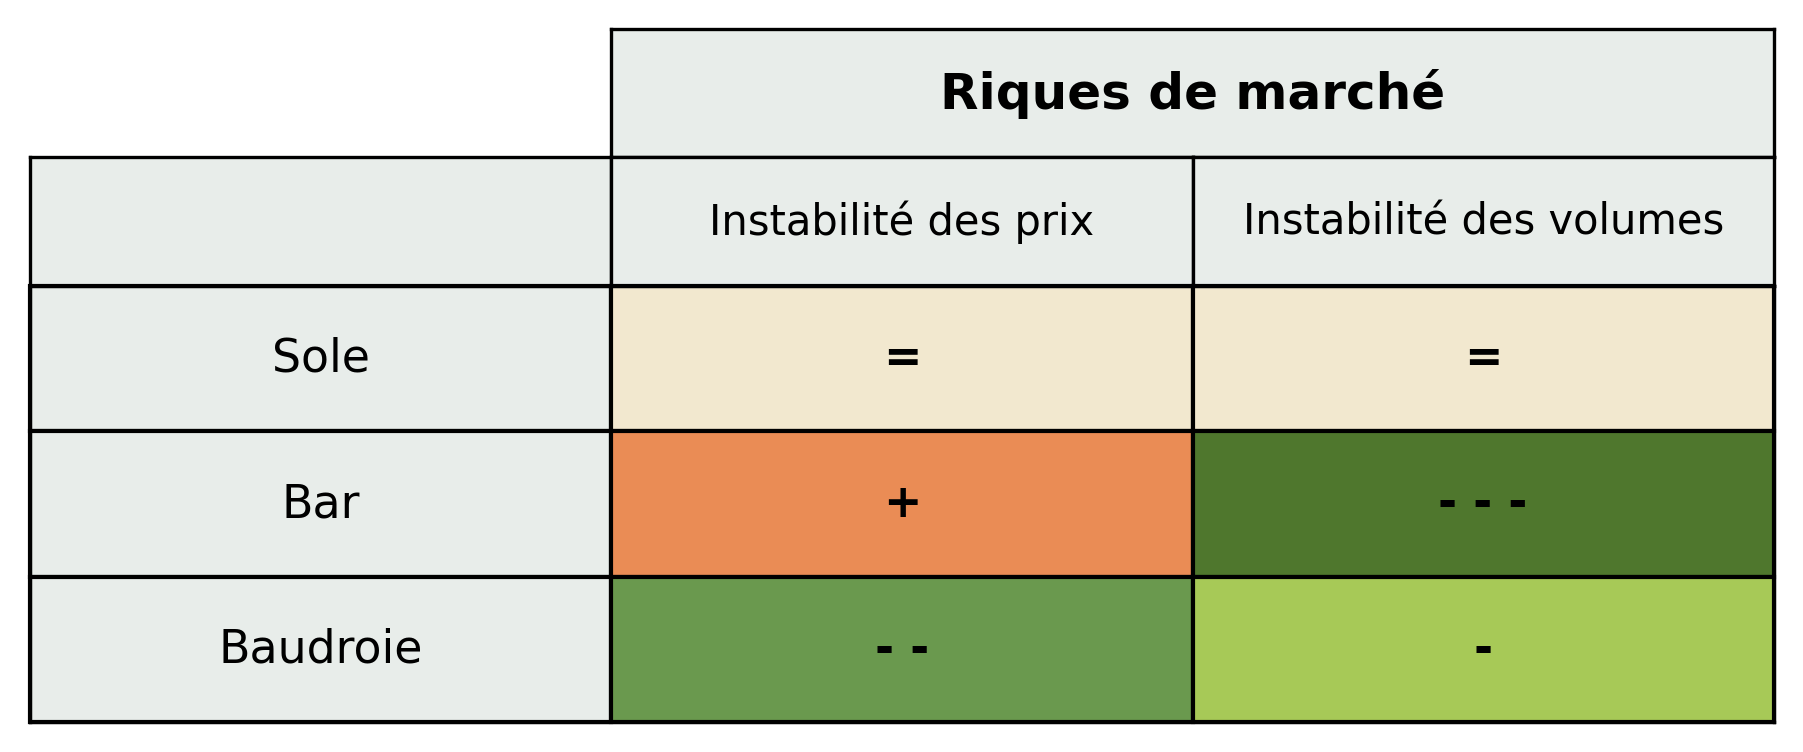 Riques de marché
Instabilité des prix Instabilité des volumes
Sole = =
Bar + - - -
Baudroie - - -